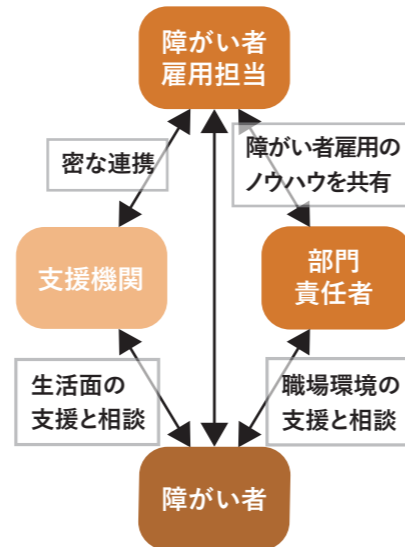 障がい者
雇用担当
密な連携
障がい者雇用の
ノウハウを共有
支援機関
部門
責任者
生活面の
支援と相談
職場環境の
支援と相談
障がい者